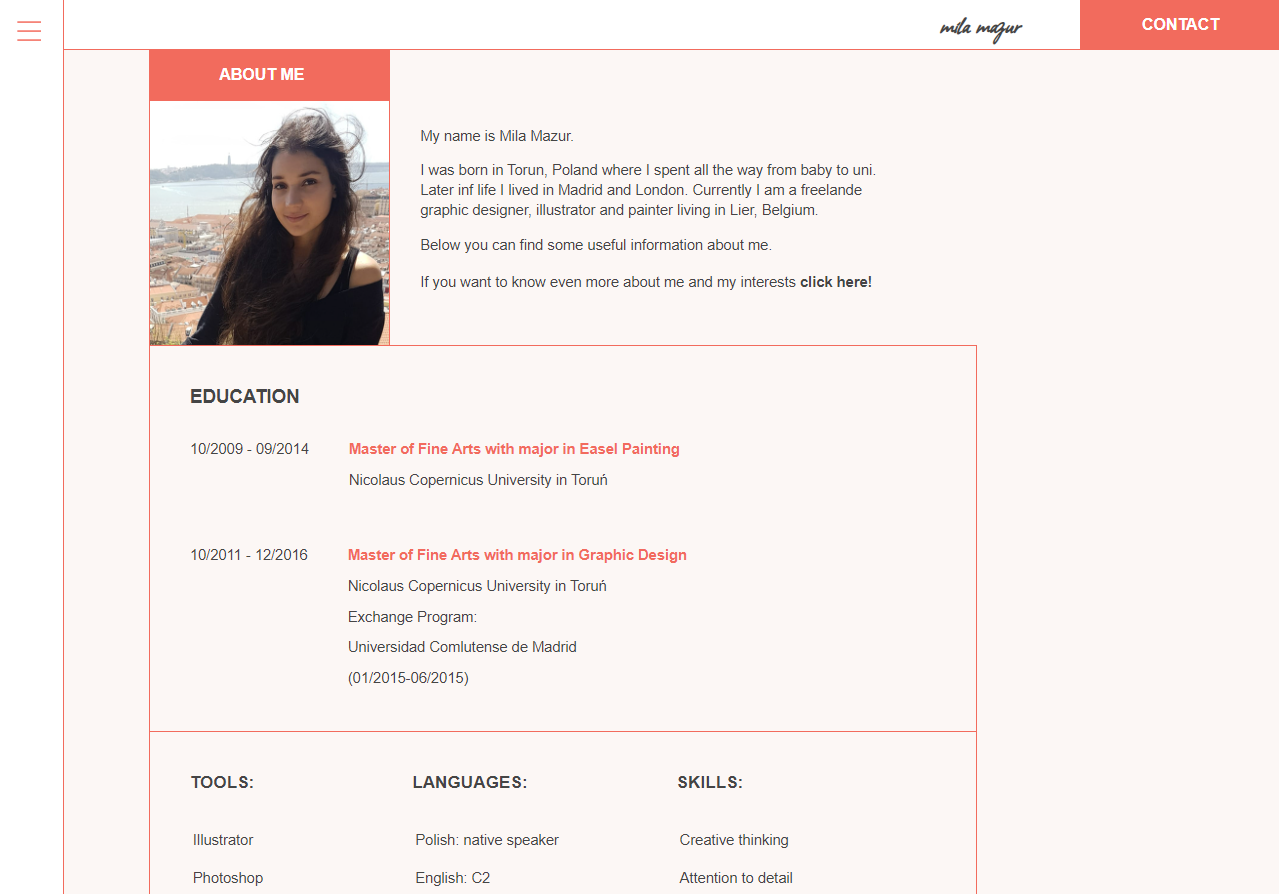 mila mazur
CONTACT
ABOUT ME
My name is Mila Mazur.
I was born in Torun, Poland where I spent all the way from baby to uni.
Later inf life I lived in Madrid and London. Currently I am a freelande
graphic designer, illustrator and painter living in Lier, Belgium.
Below you can find some useful information about me.
If you want to know even more about me and my interests click here!
EDUCATION
10/2009 - 09/2014 Master of Fine Arts with major in Easel Painting
Nicolaus Copernicus University in Toruń
10/2011 - 12/2016 Master of Fine Arts with major in Graphic Design
Nicolaus Copernicus University in Toruń
Exchange Program:
Universidad Comlutense de Madrid
(01/2015-06/2015)
TOOLS: LANGUAGES: SKILLS:
Illustrator Polish: native speaker Creative thinking
Photoshop English: C2 Attention to detail